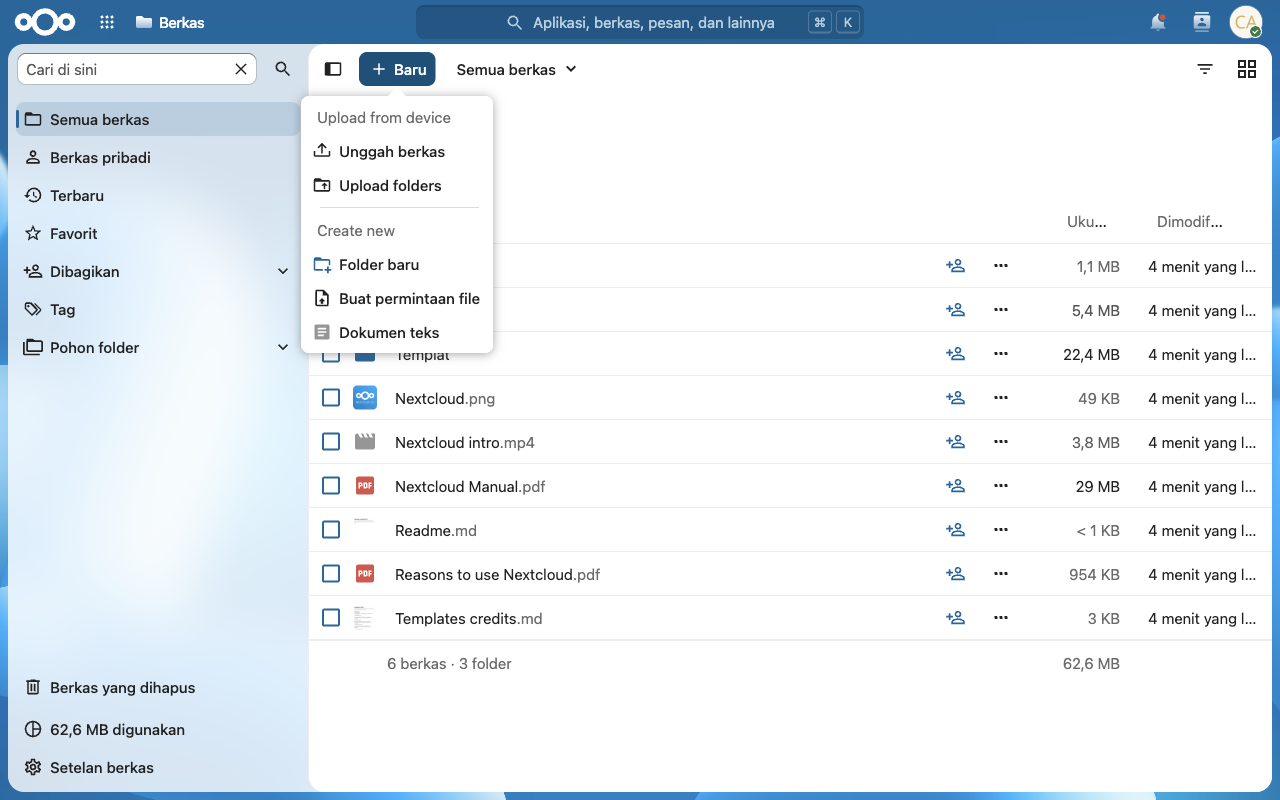 Berkas
Aplikasi, berkas, pesan, dan lainnya
⌘ K
CA
Cari di sini
Baru
Semua berkas
Semua berkas
Berkas pribadi
Terbaru
Favorit
Dibagikan
Tag
Pohon folder
Berkas yang dihapus
62,6 MB digunakan
Setelan berkas
Upload from device
Unggah berkas
Upload folders
Create new
Folder baru
Buat permintaan file
Dokumen teks
Uku... Dimodif...
1,1 MB 4 menit yang l...
5,4 MB 4 menit yang l...
Templat 22,4 MB 4 menit yang l...
Nextcloud.png 49 KB 4 menit yang l...
Nextcloud intro.mp4 3,8 MB 4 menit yang l...
PDF Nextcloud Manual.pdf 29 MB 4 menit yang l...
Readme.md < 1 KB 4 menit yang l...
PDF Reasons to use Nextcloud.pdf 954 KB 4 menit yang l...
Templates credits.md 3 KB 4 menit yang l...
6 berkas · 3 folder 62,6 MB